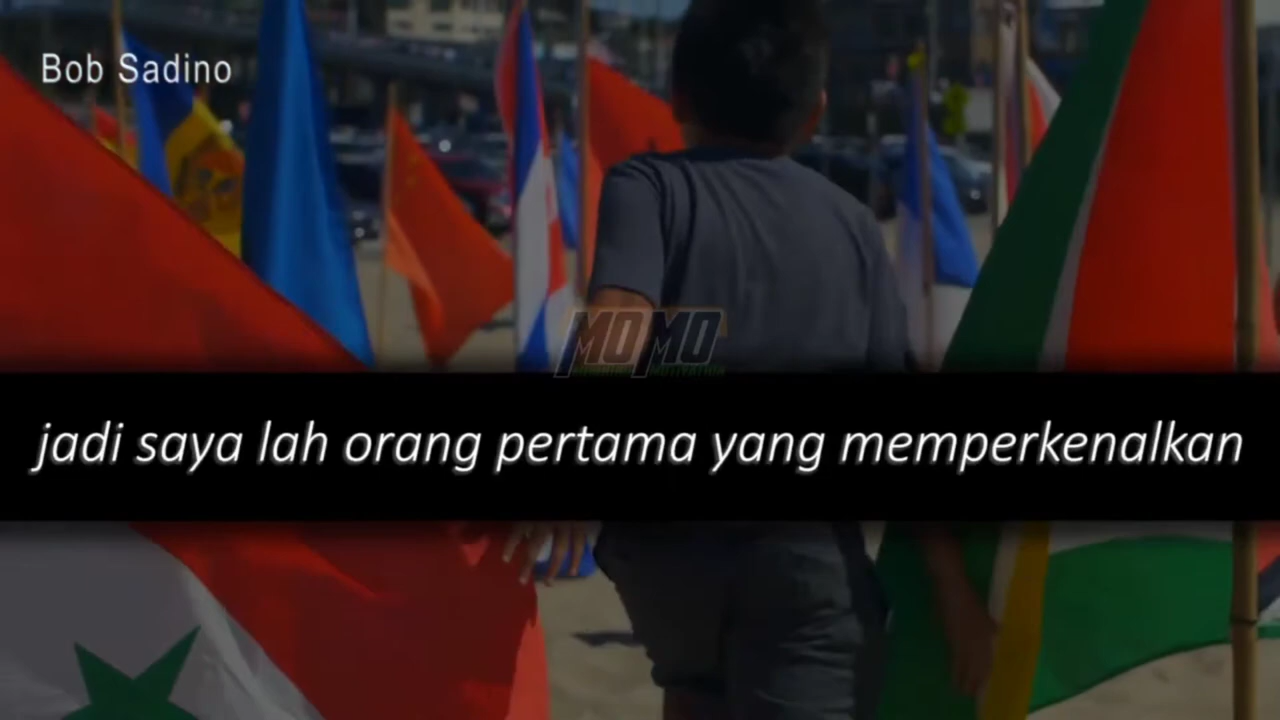 Bob Sadino
MOMO
jadi saya lah orang pertama yang memperkenalkan